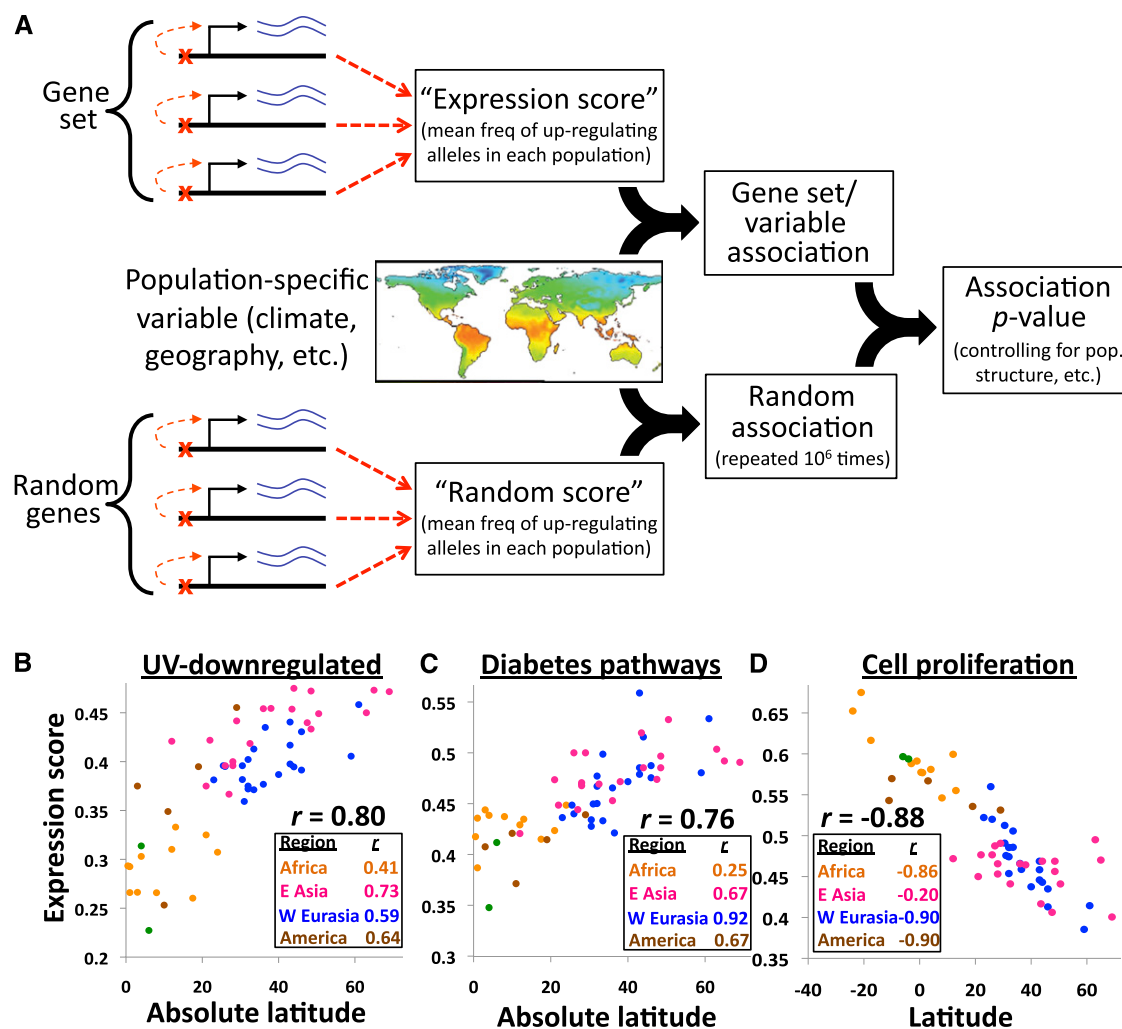 A
Gene
set
X
X
X
"Expression score"
(mean freq of up-regulating
alleles in each population)
Gene set/
variable
association
Population-specific
variable (climate,
geography, etc.)
Association
p-value
(controlling for pop.
structure, etc.)
Random
association
(repeated 10⁶ times)
Random
genes
X
X
X
"Random score"
(mean freq of up-regulating
alleles in each population)
B
UV-downregulated
Expression score
0.45
0.4
0.35
0.3
0.25
0.2
r = 0.80
Region r
Africa 0.41
E Asia 0.73
W Eurasia 0.59
America 0.64
0 20 40 60
Absolute latitude
C
Diabetes pathways
0.55
0.5
0.45
0.4
0.35
0.3
r = 0.76
Region r
Africa 0.25
E Asia 0.67
W Eurasia 0.92
America 0.67
0 20 40 60
Absolute latitude
D
Cell proliferation
0.65
0.6
0.55
0.5
0.45
0.4
0.35
r = -0.88
Region r
Africa -0.86
E Asia -0.20
W Eurasia -0.90
America -0.90
-40 -20 0 20 40 60
Latitude